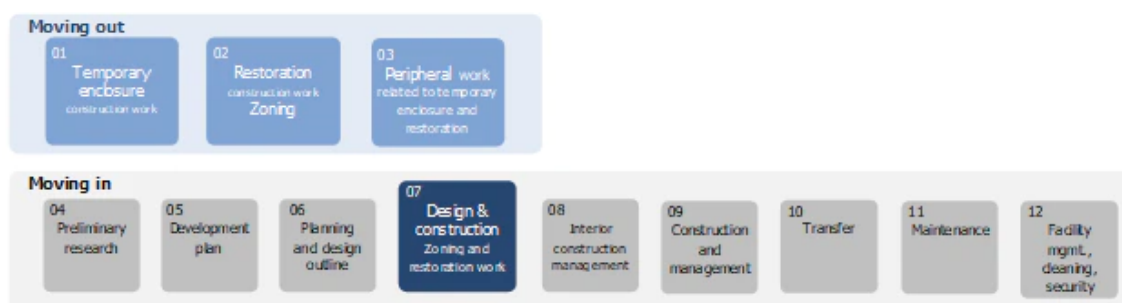 Moving out
01
Temporary
enclosure
construction work
02
Restoration
construction work
Zoning
03
Peripheral work
related to temporary
enclosure and
restoration
Moving in
04
Preliminary
research
05
Development
plan
06
Planning
and design
outline
07
Design &
construction
Zoning and
restoration work
08
Interior
construction
management
09
Construction
and
management
10
Transfer
11
Maintenance
12
Facility
mgmt.,
cleaning,
security